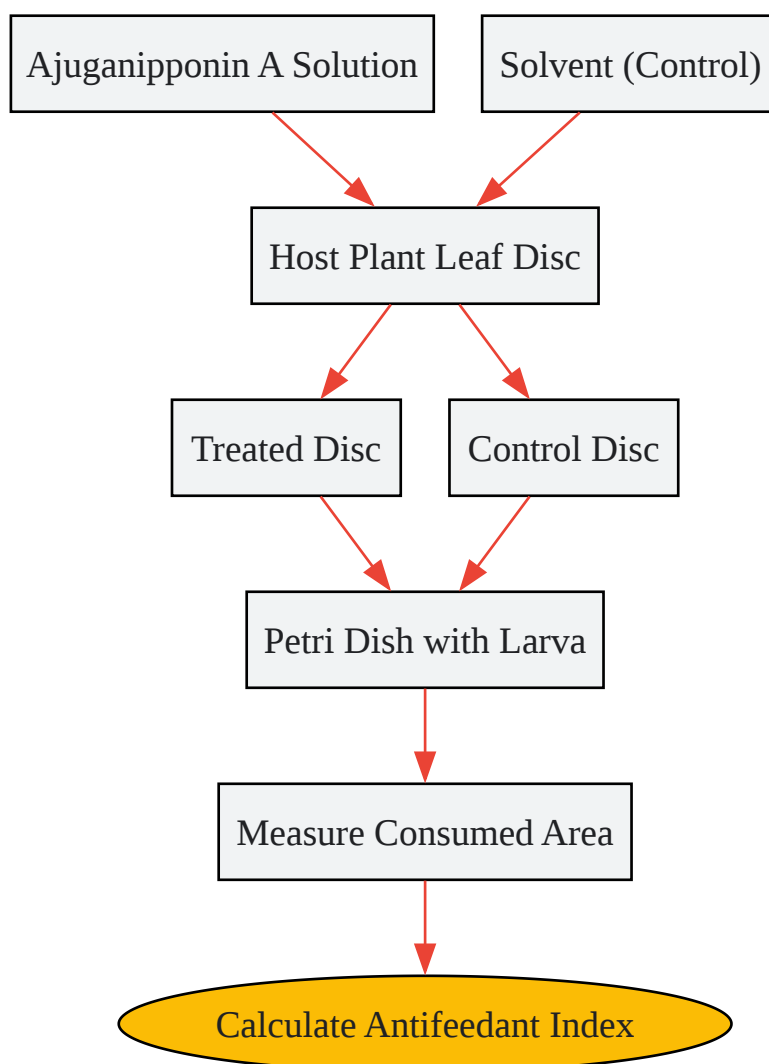 Ajuganipponin A Solution
Solvent (Control)
Host Plant Leaf Disc
Treated Disc
Control Disc
Petri Dish with Larva
Measure Consumed Area
Calculate Antifeedant Index